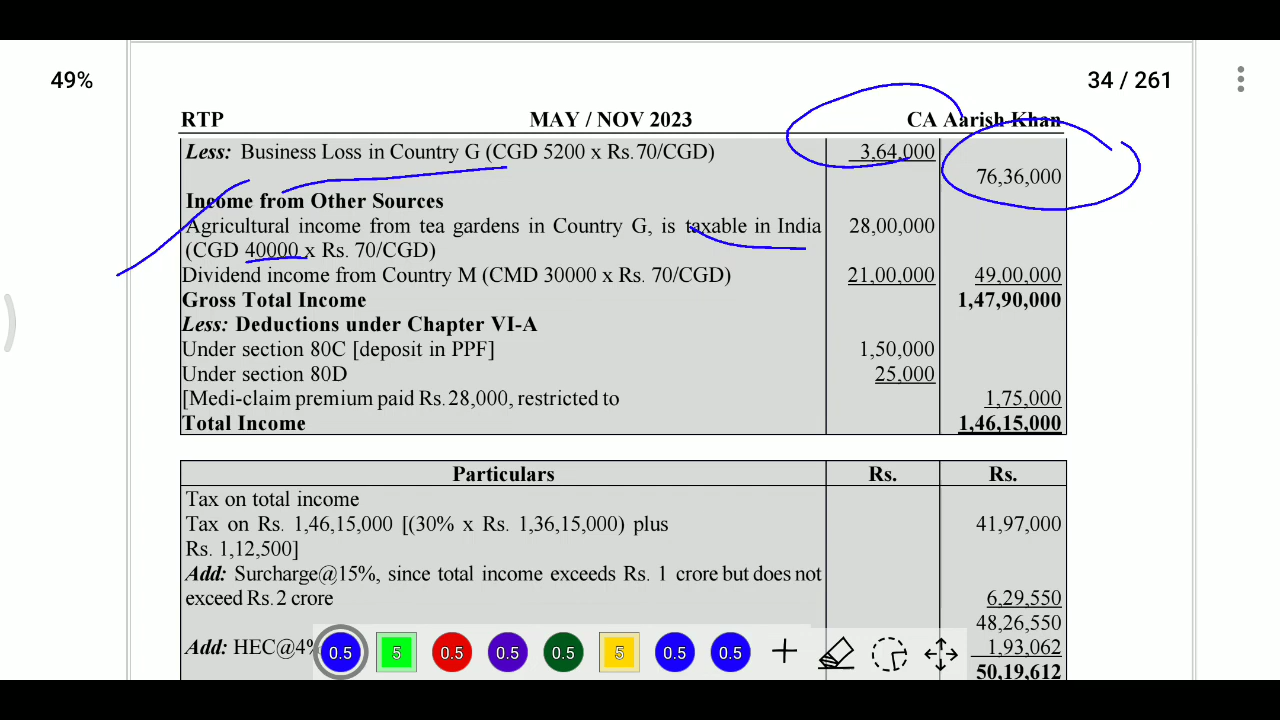 49%
34 / 261
RTP MAY / NOV 2023 CA Aarish Khan
Less: Business Loss in Country G (CGD 5200 x Rs.70/CGD) 3,64,000
76,36,000
Income from Other Sources
Agricultural income from tea gardens in Country G, is taxable in India 28,00,000
(CGD 40000 x Rs. 70/CGD)
Dividend income from Country M (CMD 30000 x Rs. 70/CGD) 21,00,000 49,00,000
Gross Total Income 1,47,90,000
Less: Deductions under Chapter VI-A
Under section 80C [deposit in PPF] 1,50,000
Under section 80D 25,000
[Medi-claim premium paid Rs.28,000, restricted to 1,75,000
Total Income 1,46,15,000
Particulars Rs. Rs.
Tax on total income
Tax on Rs. 1,46,15,000 [(30% x Rs. 1,36,15,000) plus 41,97,000
Rs. 1,12,500]
Add: Surcharge@15%, since total income exceeds Rs. 1 crore but does not
exceed Rs.2 crore 6,29,550
48,26,550
Add: HEC@4% 1,93,062
50,19,612
0.5 5 0.5 0.5 0.5 5 0.5 0.5